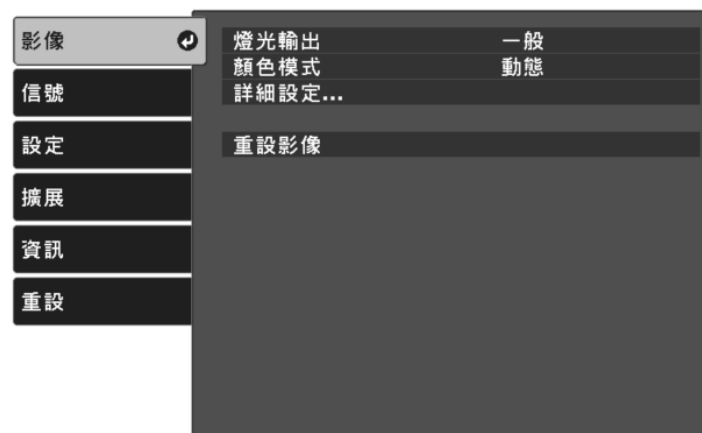 影像
信號
設定
擴展
資訊
重設
燈光輸出 一般
顏色模式 動態
詳細設定...
重設影像